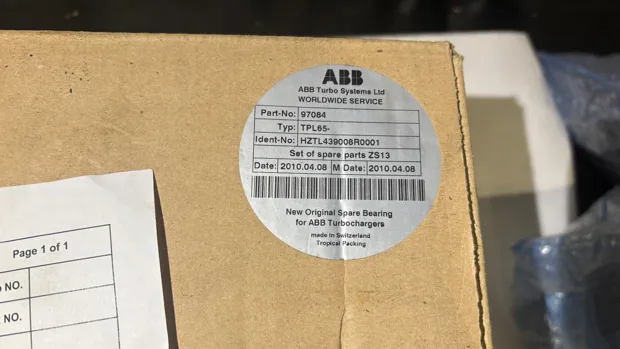 ABB
ABB Turbo Systems Ltd
WORLDWIDE SERVICE
Part-No: 97084
Typ: TPL65-
Ident-No: HZTL439008R0001
Set of spare parts ZS13
Date: 2010.04.08 M Date: 2010.04.08
New Original Spare Bearing
for ABB Turbochargers
made in Switzerland
Tropical Packing
Page 1 of 1
NO.
NO.